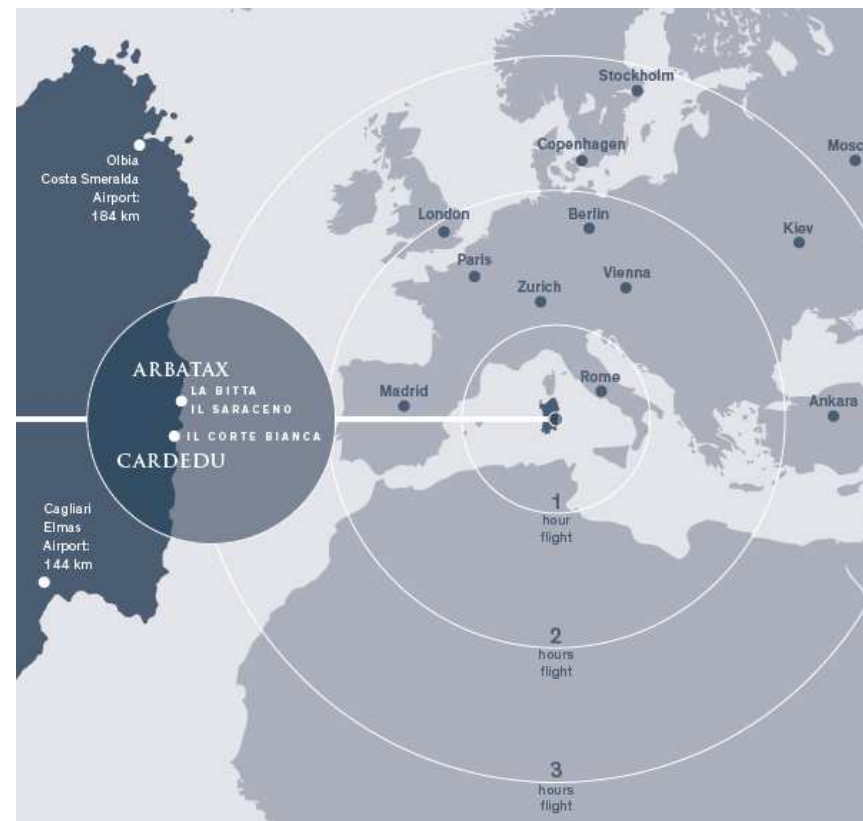 Stockholm
Copenhagen
Mosc
Olbia
Costa Smeralda
Airport:
184 km
London
Berlin
Kiev
Paris
Zurich
Vienna
ARBATAX
LA BITTA
IL SARACENO
IL CORTE BIANCA
CARDEDU
Madrid
Rome
Ankara
Cagliari
Elmas
Airport:
144 km
1
hour
flight
2
hours
flight
3
hours
flight